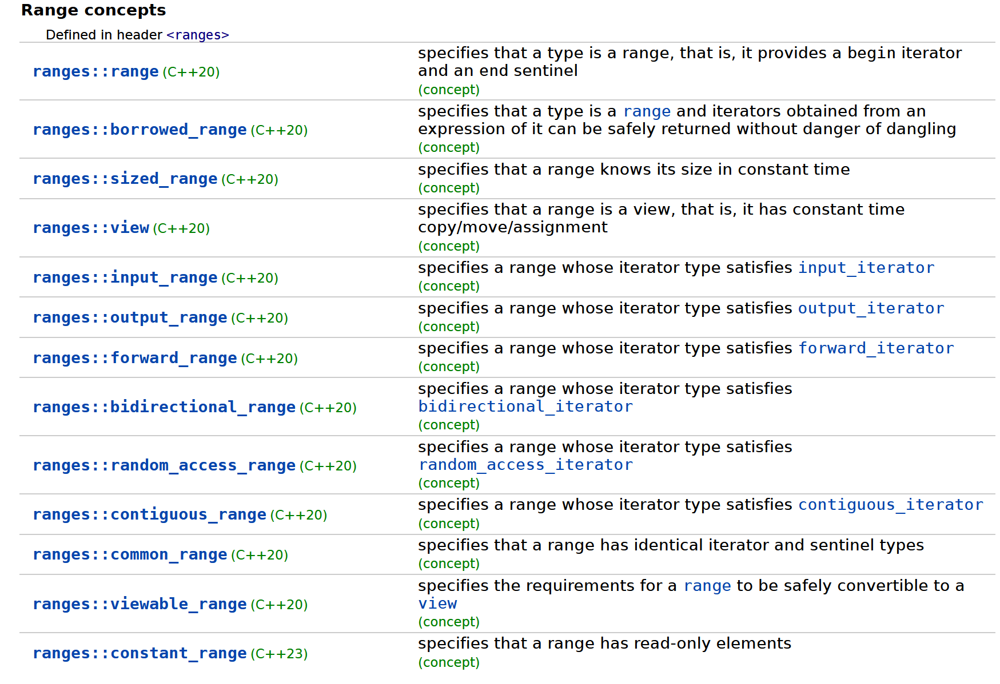 Range concepts
Defined in header <ranges>
ranges::range (C++20)
specifies that a type is a range, that is, it provides a begin iterator
and an end sentinel
(concept)
ranges::borrowed_range (C++20)
specifies that a type is a range and iterators obtained from an
expression of it can be safely returned without danger of dangling
(concept)
ranges::sized_range (C++20)
specifies that a range knows its size in constant time
(concept)
ranges::view (C++20)
specifies that a range is a view, that is, it has constant time
copy/move/assignment
(concept)
ranges::input_range (C++20)
specifies a range whose iterator type satisfies input_iterator
(concept)
ranges::output_range (C++20)
specifies a range whose iterator type satisfies output_iterator
(concept)
ranges::forward_range (C++20)
specifies a range whose iterator type satisfies forward_iterator
(concept)
ranges::bidirectional_range (C++20)
specifies a range whose iterator type satisfies
bidirectional_iterator
(concept)
ranges::random_access_range (C++20)
specifies a range whose iterator type satisfies
random_access_iterator
(concept)
ranges::contiguous_range (C++20)
specifies a range whose iterator type satisfies contiguous_iterator
(concept)
ranges::common_range (C++20)
specifies that a range has identical iterator and sentinel types
(concept)
ranges::viewable_range (C++20)
specifies the requirements for a range to be safely convertible to a
view
(concept)
ranges::constant_range (C++23)
specifies that a range has read-only elements
(concept)